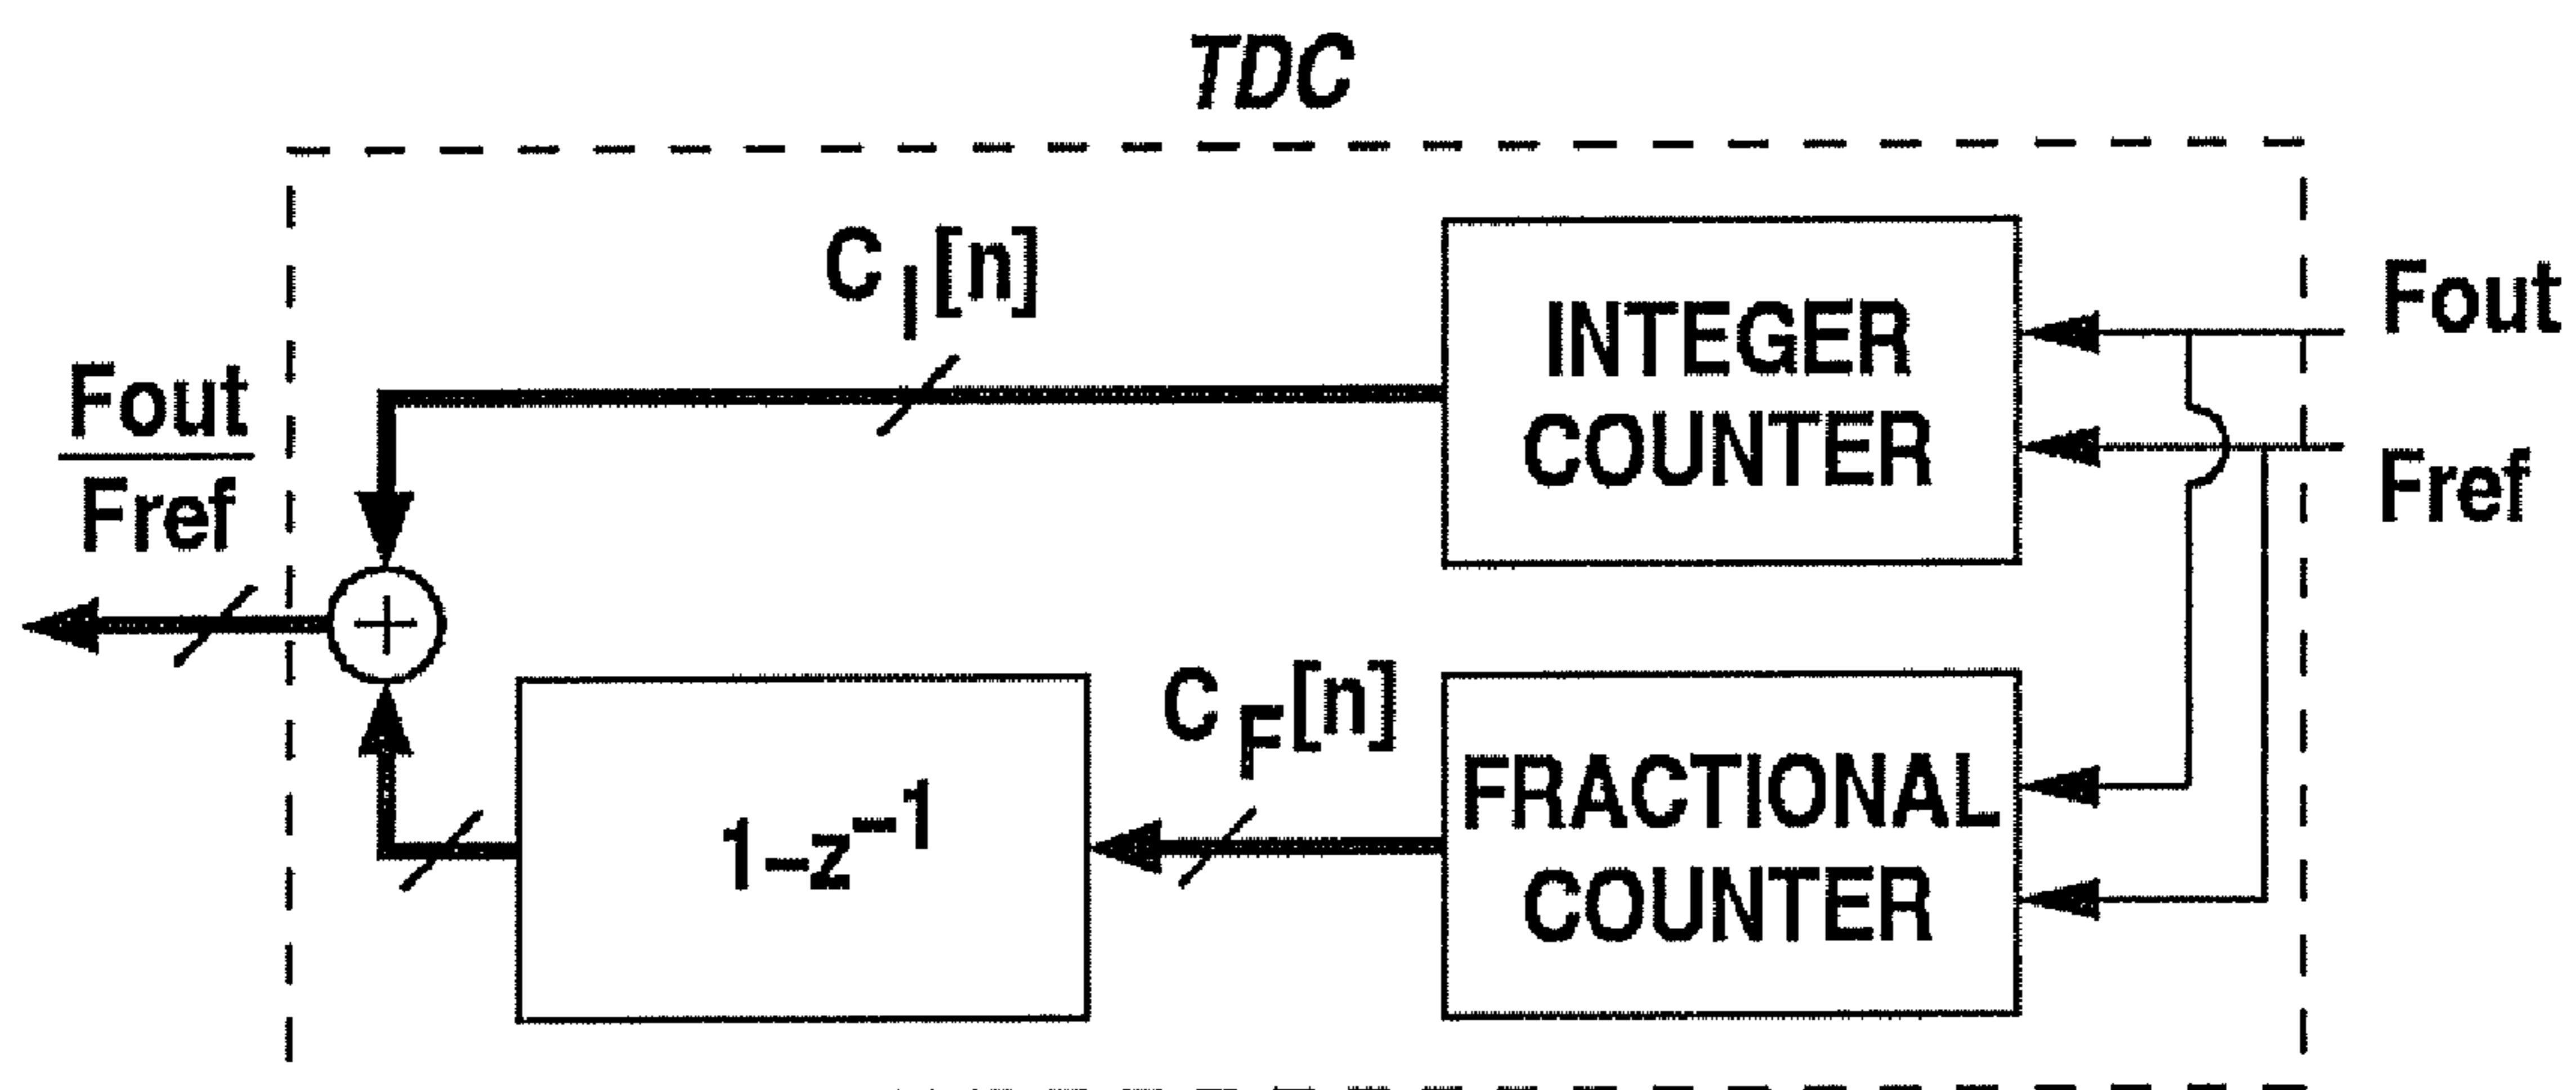 TDC
C_I[n]
INTEGER
COUNTER
Fout
Fref
Fout
Fref
+
1-z^-1
C_F[n]
FRACTIONAL
COUNTER